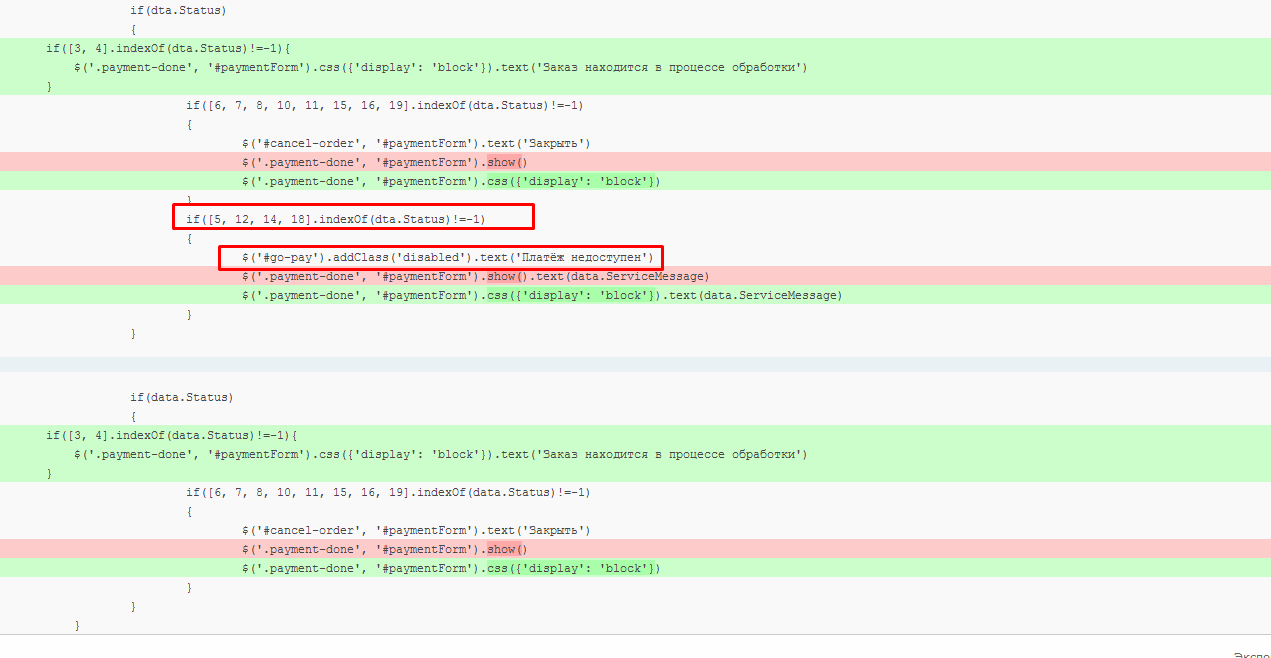 if(dta.Status)
{
if([3, 4].indexOf(dta.Status)!=-1){
$('.payment-done', '#paymentForm').css({'display': 'block'}).text('Заказ находится в процессе обработки')
}
if([6, 7, 8, 10, 11, 15, 16, 19].indexOf(dta.Status)!=-1)
{
$('#cancel-order', '#paymentForm').text('Закрыть')
$('.payment-done', '#paymentForm').show()
$('.payment-done', '#paymentForm').css({'display': 'block'})
}
if([5, 12, 14, 18].indexOf(dta.Status)!=-1)
{
$('#go-pay').addClass('disabled').text('Платёж недоступен')
$('.payment-done', '#paymentForm').show().text(data.ServiceMessage)
$('.payment-done', '#paymentForm').css({'display': 'block'}).text(data.ServiceMessage)
}
}
if(data.Status)
{
if([3, 4].indexOf(data.Status)!=-1){
$('.payment-done', '#paymentForm').css({'display': 'block'}).text('Заказ находится в процессе обработки')
}
if([6, 7, 8, 10, 11, 15, 16, 19].indexOf(data.Status)!=-1)
{
$('#cancel-order', '#paymentForm').text('Закрыть')
$('.payment-done', '#paymentForm').show()
$('.payment-done', '#paymentForm').css({'display': 'block'})
}
}
}